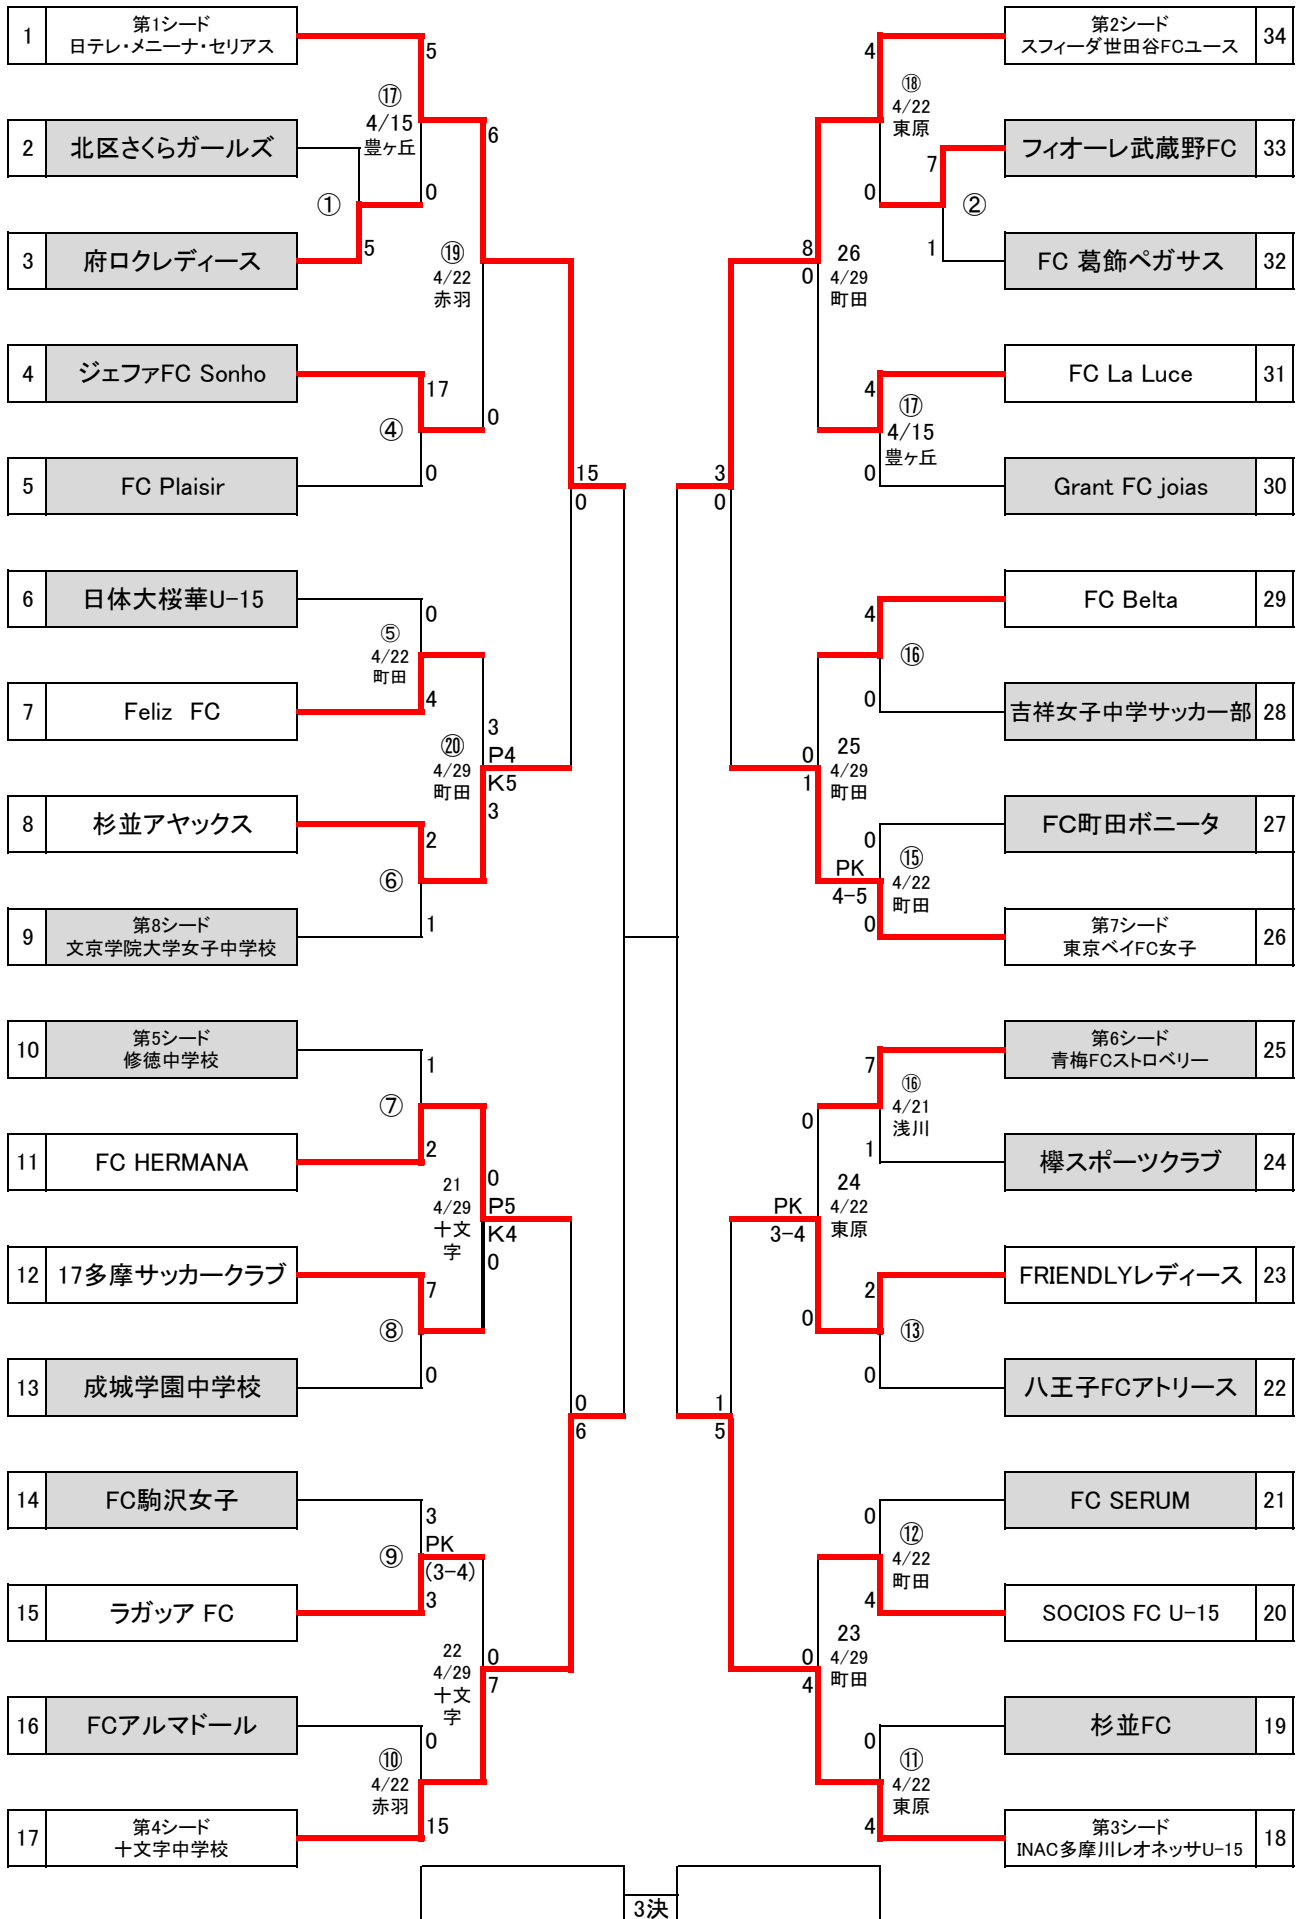 1
第1シード
日テレ・メニーナ・セリアス
5
⑰
4/15
豊ヶ丘
6
2
北区さくらガールズ
0
①
3
府ロクレディース
5
⑲
4/22
赤羽
4
ジェファFC Sonho
17
④
0
5
FC Plaisir
0
15
0
6
日体大桜華U-15
0
⑤
4/22
町田
7
Feliz FC
4
3
P4
K5
3
⑳
4/29
町田
8
杉並アヤックス
2
⑥
9
第8シード
文京学院大学女子中学校
1
10
第5シード
修徳中学校
1
⑦
11
FC HERMANA
2
21
4/29
十文
字
0
P5
K4
0
12
17多摩サッカークラブ
7
⑧
13
成城学園中学校
0
0
6
14
FC駒沢女子
3
PK
(3-4)
3
⑨
15
ラガッア FC
22
4/29
十文
字
0
7
16
FCアルマドール
0
⑩
4/22
赤羽
17
第4シード
十文字中学校
15
第2シード
スフィーダ世田谷FCユース
34
4
⑱
4/22
東原
フィオーレ武蔵野FC
33
7
0
②
FC 葛飾ペガサス
32
1
8
0
26
4/29
町田
FC La Luce
31
4
⑰
4/15
豊ヶ丘
Grant FC joias
30
0
3
0
FC Belta
29
4
⑯
吉祥女子中学サッカー部
28
0
0
1
25
4/29
町田
FC町田ボニータ
27
0
⑮
4/22
町田
PK
4-5
0
第7シード
東京ベイFC女子
26
第6シード
青梅FCストロベリー
25
7
⑯
4/21
浅川
0
欅スポーツクラブ
24
1
24
4/22
東原
PK
3-4
FRIENDLYレディース
23
2
0
⑬
八王子FCアトリース
22
0
1
5
FC SERUM
21
0
⑫
4/22
町田
SOCIOS FC U-15
20
4
23
4/29
町田
0
4
杉並FC
19
0
⑪
4/22
東原
第3シード
INAC多摩川レオネッサU-15
18
4
3決